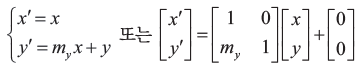 {x′ = x
y′ = m_y x + y 또는 [x′ y′] = [1 0; m_y 1] [x y] + [0 0]